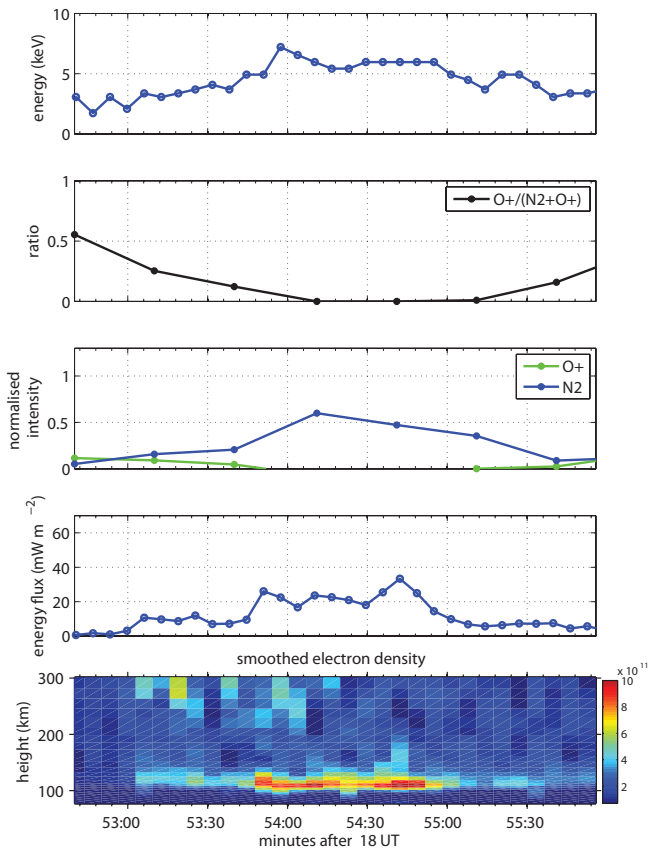 10
5
0
energy (keV)
1
0.5
0
ratio
O+/(N2+O+)
1
0.5
0
normalised
intensity
O+
N2
60
40
20
0
energy flux (mW m −2)
smoothed electron density
300
200
100
height (km)
x 10 11
10
8
6
4
2
53:00 53:30 54:00 54:30 55:00 55:30
minutes after 18 UT